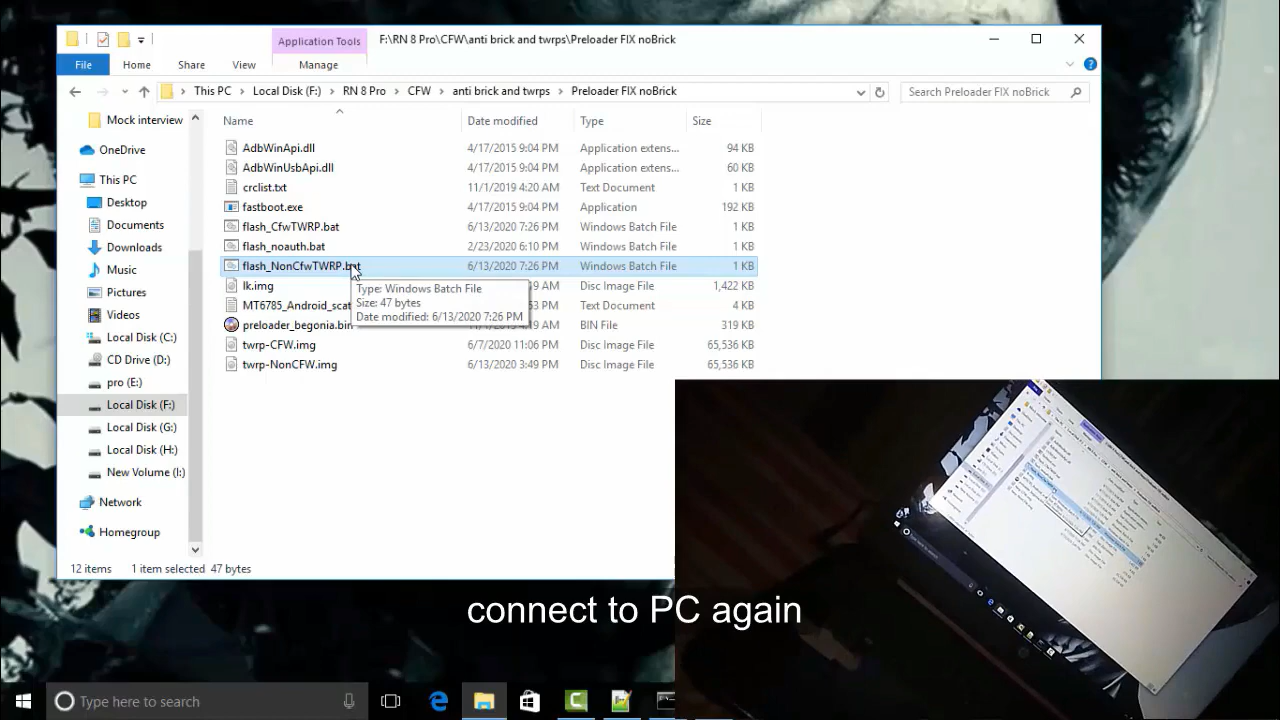 Application Tools
F:\RN 8 Pro\CFW\anti brick and twrps\Preloader FIX noBrick
File Home Share View Manage
This PC Local Disk (F:) RN 8 Pro CFW anti brick and twrps Preloader FIX noBrick
Search Preloader FIX noBrick
Name Date modified Type Size
Mock interview
OneDrive
This PC
Desktop
Documents
Downloads
Music
Pictures
Videos
Local Disk (C:)
CD Drive (D:)
pro (E:)
Local Disk (F:)
Local Disk (G:)
Local Disk (H:)
New Volume (I:)
Network
Homegroup
AdbWinApi.dll 4/17/2015 9:04 PM Application extens... 94 KB
AdbWinUsbApi.dll 4/17/2015 9:04 PM Application extens... 60 KB
crclist.txt 11/1/2019 4:20 AM Text Document 1 KB
fastboot.exe 4/17/2015 9:04 PM Application 192 KB
flash_CfwTWRP.bat 6/13/2020 7:26 PM Windows Batch File 1 KB
flash_noauth.bat 2/23/2020 6:10 PM Windows Batch File 1 KB
flash_NonCfwTWRP.bat 6/13/2020 7:26 PM Windows Batch File 1 KB
lk.img AM Disc Image File 1,422 KB
MT6785_Android_scat PM Text Document 4 KB
preloader_begonia.bin AM BIN File 319 KB
twrp-CFW.img 6/7/2020 11:06 PM Disc Image File 65,536 KB
twrp-NonCFW.img 6/13/2020 3:49 PM Disc Image File 65,536 KB
Type: Windows Batch File
Size: 47 bytes
Date modified: 6/13/2020 7:26 PM
12 items 1 item selected 47 bytes
connect to PC again
Type here to search